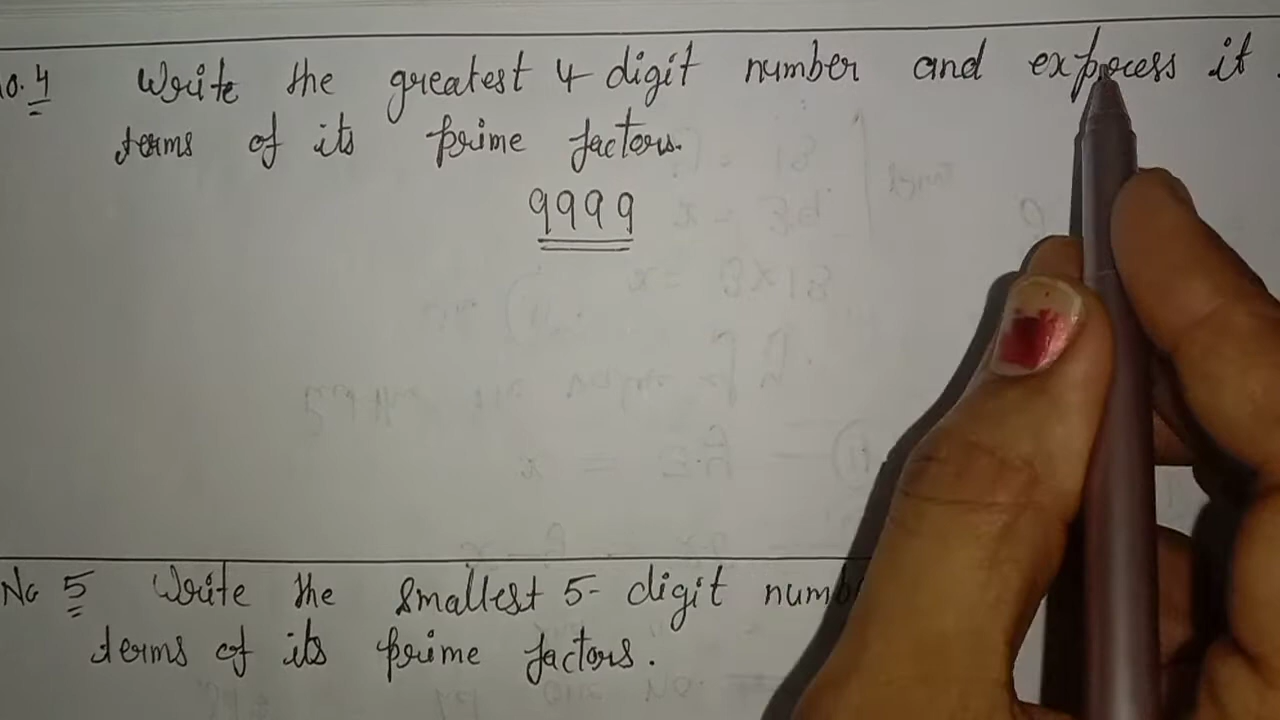 No. 4 Write the greatest 4 digit number and express it
terms of its prime factors.
9999
No 5 Write the smallest 5- digit numb
terms of its prime factors.